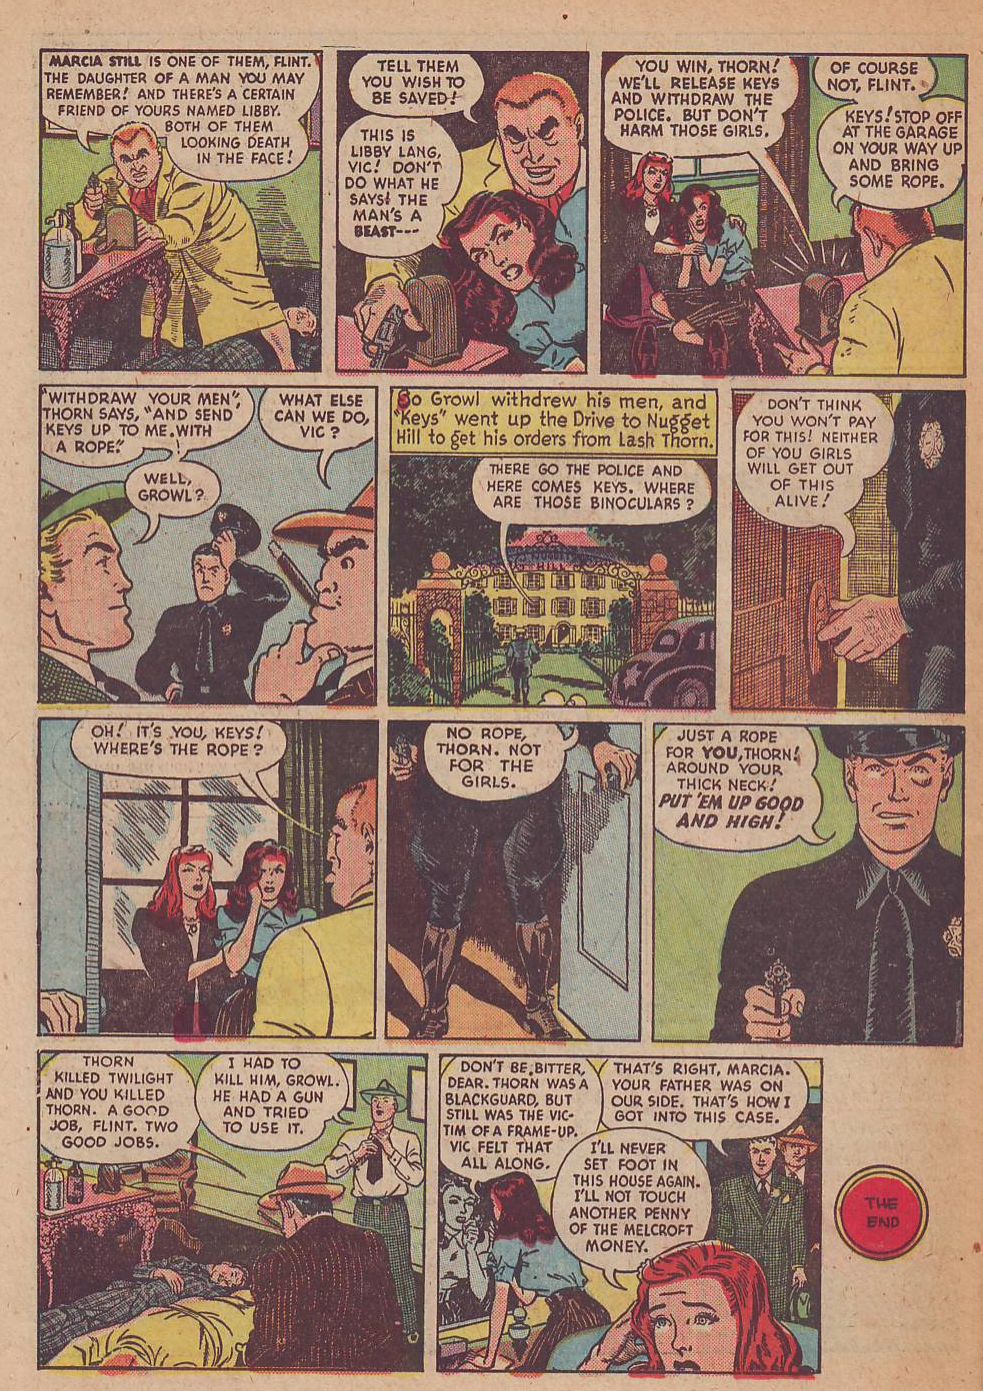 MARCIA STILL IS ONE OF THEM, FLINT.
THE DAUGHTER OF A MAN YOU MAY
REMEMBER! AND THERE'S A CERTAIN
FRIEND OF YOURS NAMED LIBBY.
BOTH OF THEM
LOOKING DEATH
IN THE FACE!
TELL THEM
YOU WISH TO
BE SAVED!
THIS IS
LIBBY LANG,
VIC! DON'T
DO WHAT HE
SAYS! THE
MAN'S A
BEAST---
YOU WIN, THORN!
WE'LL RELEASE KEYS
AND WITHDRAW THE
POLICE. BUT DON'T
HARM THOSE GIRLS.
OF COURSE
NOT, FLINT.
KEYS! STOP OFF
AT THE GARAGE
ON YOUR WAY UP
AND BRING
SOME ROPE.
"WITHDRAW YOUR MEN",
THORN SAYS, "AND SEND
KEYS UP TO ME WITH
A ROPE."
WELL,
GROWL?
WHAT ELSE
CAN WE DO,
VIC?
So Growl withdrew his men, and
"Keys" went up the Drive to Nugget
Hill to get his orders from Lash Thorn.
THERE GO THE POLICE AND
HERE COMES KEYS. WHERE
ARE THOSE BINOCULARS?
NUGGET
HILL
DON'T THINK
YOU WON'T PAY
FOR THIS! NEITHER
OF YOU GIRLS
WILL GET OUT
OF THIS
ALIVE!
OH! IT'S YOU, KEYS!
WHERE'S THE ROPE?
NO ROPE,
THORN. NOT
FOR THE
GIRLS.
JUST A ROPE
FOR YOU, THORN!
AROUND YOUR
THICK NECK!
PUT 'EM UP GOOD
AND HIGH!
THORN
KILLED TWILIGHT
AND YOU KILLED
THORN. A GOOD
JOB, FLINT. TWO
GOOD JOBS.
I HAD TO
KILL HIM, GROWL.
HE HAD A GUN
AND TRIED
TO USE IT.
DON'T BE BITTER,
DEAR. THORN WAS A
BLACKGUARD, BUT
STILL WAS THE VIC-
TIM OF A FRAME-UP.
VIC FELT THAT
ALL ALONG.
THAT'S RIGHT, MARCIA.
YOUR FATHER WAS ON
OUR SIDE. THAT'S HOW I
GOT INTO THIS CASE.
I'LL NEVER
SET FOOT IN
THIS HOUSE AGAIN.
I'LL NOT TOUCH
ANOTHER PENNY
OF THE MELCROFT
MONEY.
THE
END